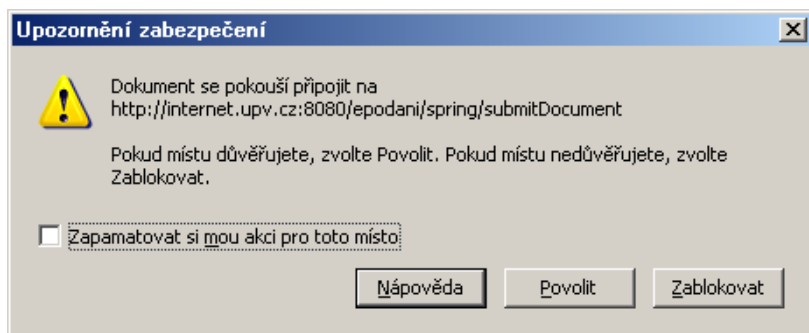 Upozornění zabezpečení
Dokument se pokouší připojit na
http://internet.upv.cz:8080/epodani/spring/submitDocument
Pokud místu důvěřujete, zvolte Povolit. Pokud místu nedůvěřujete, zvolte
Zablokovat.
Zapamatovat si mou akci pro toto místo
Nápověda Povolit Zablokovat